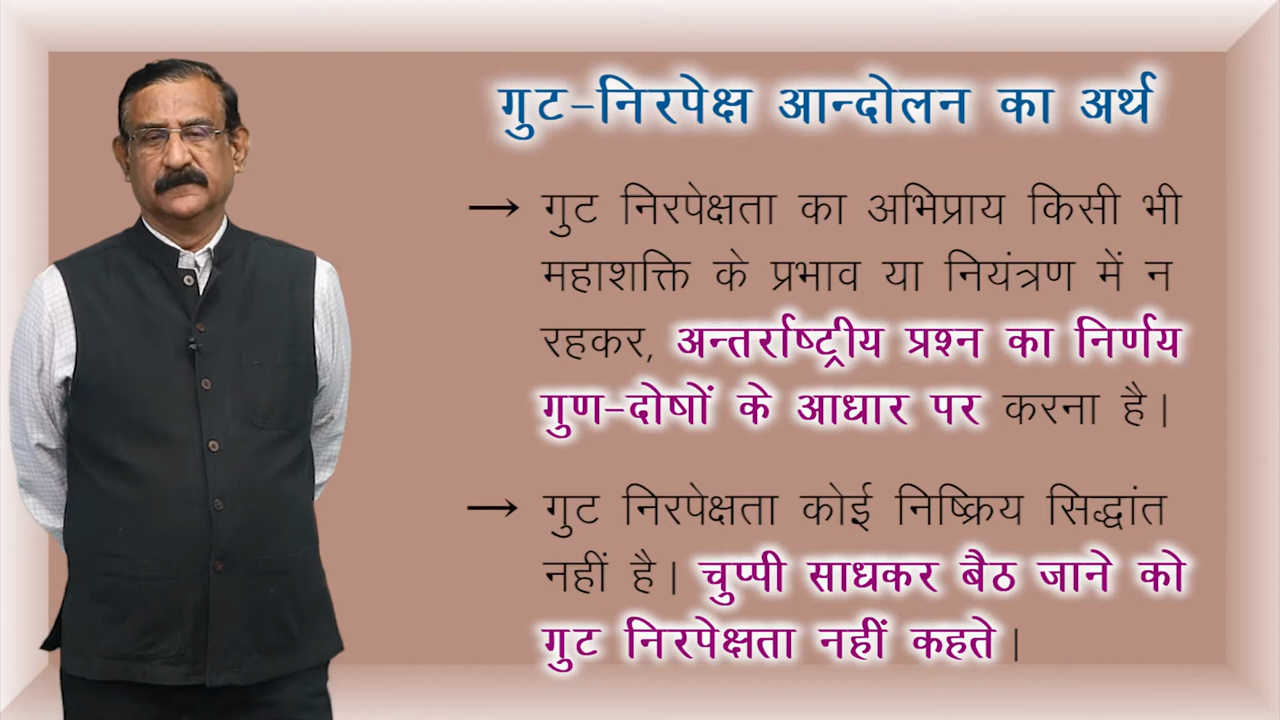 गुट-निरपेक्ष आन्दोलन का अर्थ
→ गुट निरपेक्षता का अभिप्राय किसी भी
महाशक्ति के प्रभाव या नियंत्रण में न
रहकर, अन्तर्राष्ट्रीय प्रश्न का निर्णय
गुण-दोषों के आधार पर करना है।
→ गुट निरपेक्षता कोई निष्क्रिय सिद्धांत
नहीं है। चुप्पी साधकर बैठ जाने को
गुट निरपेक्षता नहीं कहते।